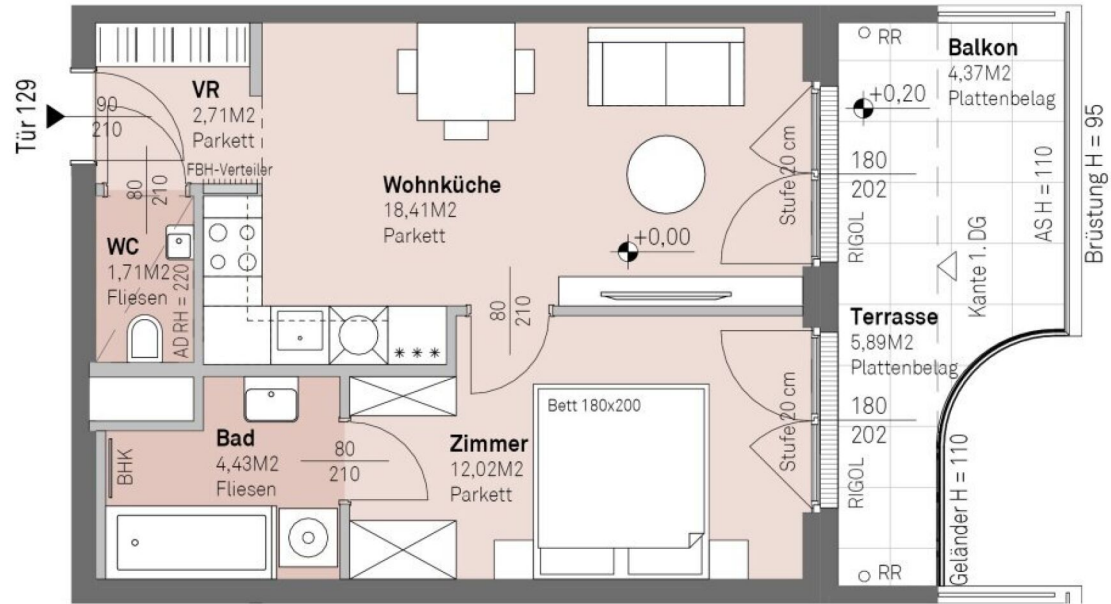 Tür 129
90
210
VR
2,71M2
Parkett
FBH-Verteiler
80
210
WC
1,71M2
Fliesen
AD RH = 220
Wohnküche
18,41M2
Parkett
+0,00
80
210
Stufe 20 cm
RIGOL
180
202
+0,20
RR
Balkon
4,37M2
Plattenbelag
AS H = 110
Brüstung H = 95
Kante 1. DG
Terrasse
5,89M2
Plattenbelag
180
202
Stufe 20 cm
RIGOL
RR
Geländer H = 110
BHK
Bad
4,43M2
Fliesen
80
210
Zimmer
12,02M2
Parkett
Bett 180x200